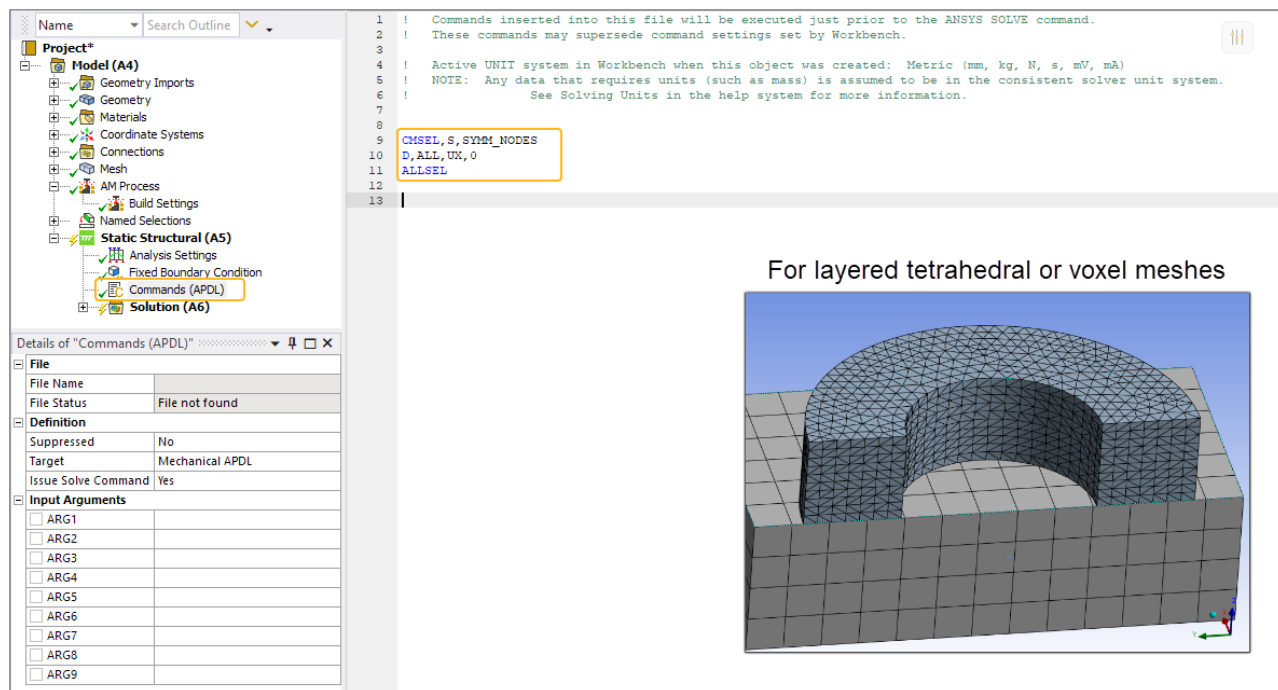 Name
Search Outline
Project*
Model (A4)
Geometry Imports
Geometry
Materials
Coordinate Systems
Connections
Mesh
AM Process
Build Settings
Named Selections
Static Structural (A5)
Analysis Settings
Fixed Boundary Condition
Commands (APDL)
Solution (A6)
Details of "Commands (APDL)"
File
File Name
File Status File not found
Definition
Suppressed No
Target Mechanical APDL
Issue Solve Command Yes
Input Arguments
ARG1
ARG2
ARG3
ARG4
ARG5
ARG6
ARG7
ARG8
ARG9
1 ! Commands inserted into this file will be executed just prior to the ANSYS SOLVE command.
2 ! These commands may supersede command settings set by Workbench.
3
4 ! Active UNIT system in Workbench when this object was created: Metric (mm, kg, N, s, mV, mA)
5 ! NOTE: Any data that requires units (such as mass) is assumed to be in the consistent solver unit system.
6 ! See Solving Units in the help system for more information.
7
8
9 CMSEL,S,SYMM_NODES
10 D,ALL,UX,0
11 ALLSEL
12
13
For layered tetrahedral or voxel meshes
Z
X
Y